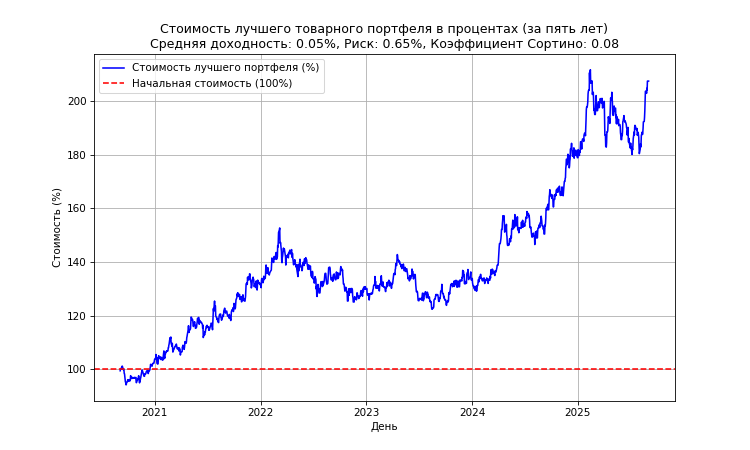 Стоимость лучшего товарного портфеля в процентах (за пять лет)
Средняя доходность: 0.05%, Риск: 0.65%, Коэффициент Сортино: 0.08
Стоимость лучшего портфеля (%)
Начальная стоимость (100%)
Стоимость (%)
200
180
160
140
120
100
2021 2022 2023 2024 2025
День